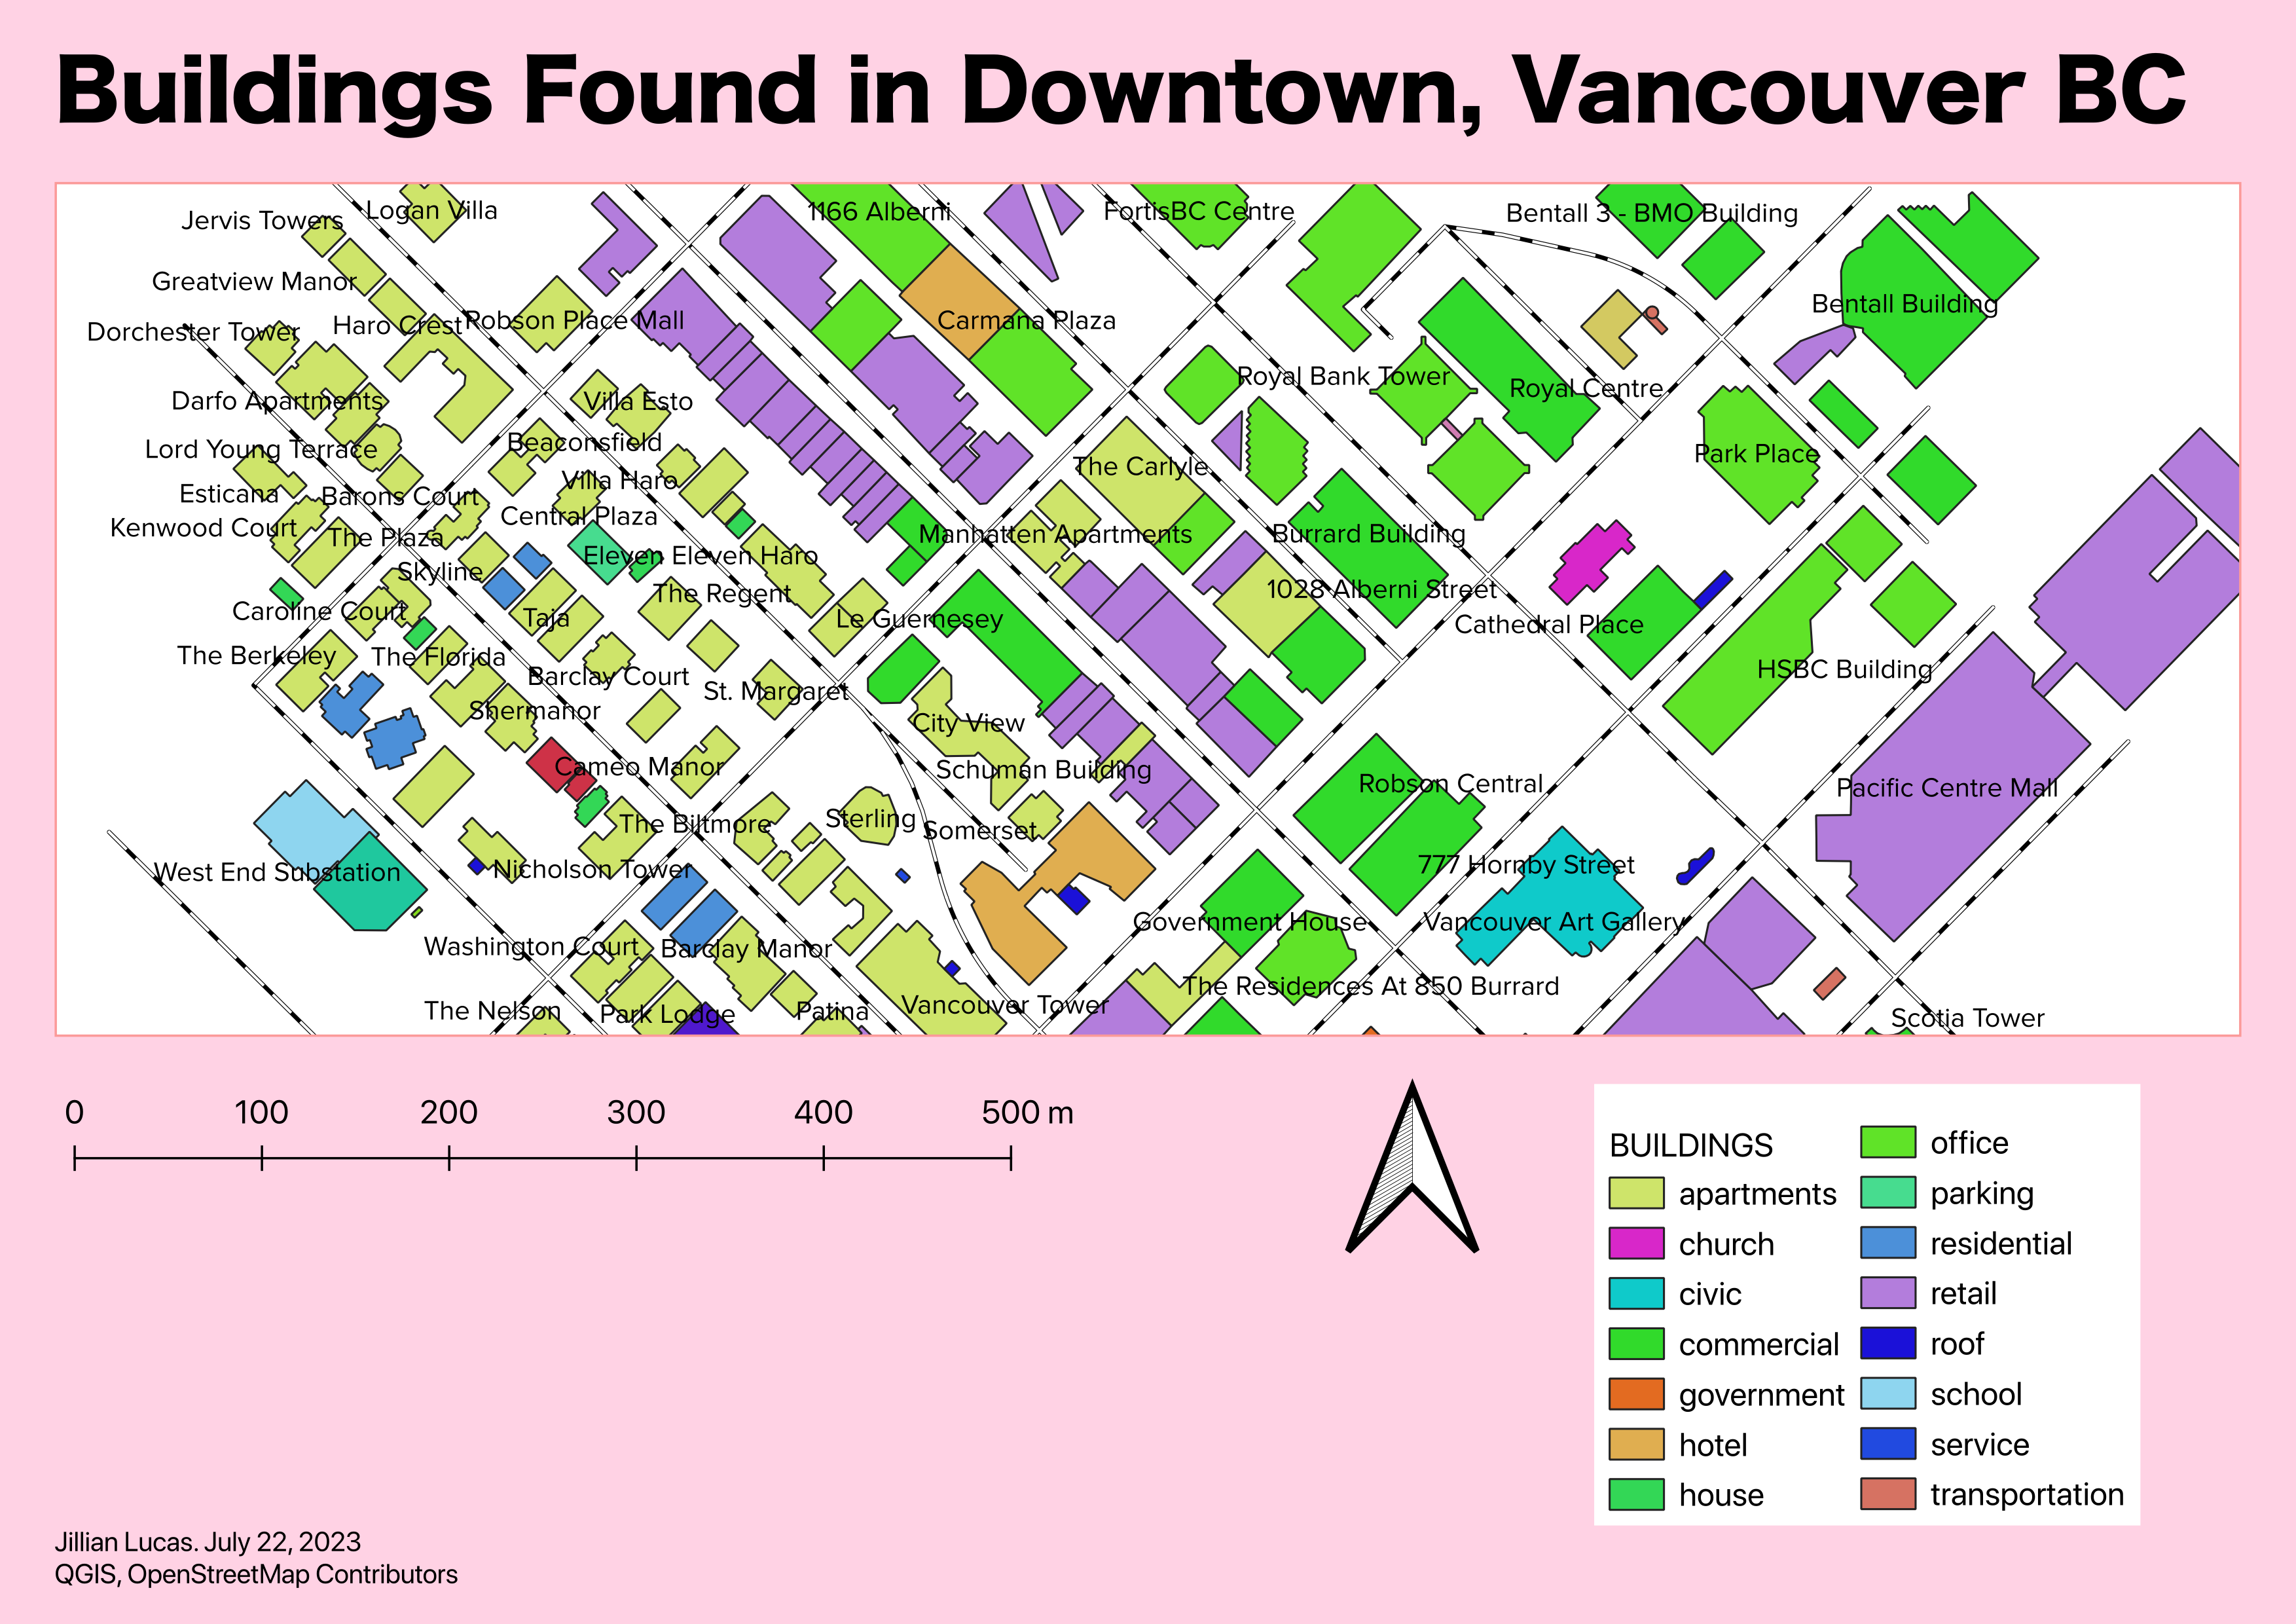 Buildings Found in Downtown, Vancouver BC
Jervis Towers
Logan Villa
1166 Alberni
FortisBC Centre
Bentall 3 - BMO Building
Greatview Manor
Bentall Building
Dorchester Tower
Haro Crest
Robson Place Mall
Carmana Plaza
Royal Bank Tower
Royal Centre
Darfo Apartments
Villa Esto
Lord Young Terrace
Beaconsfield
The Carlyle
Park Place
Esticana
Barons Court
Villa Haro
Kenwood Court
The Plaza
Central Plaza
Manhatten Apartments
Burrard Building
Skyline
Eleven Eleven Haro
1028 Alberni Street
Caroline Court
Taja
The Regent
Le Guernesey
Cathedral Place
The Berkeley
The Florida
Barclay Court
St. Margaret
HSBC Building
Shermanor
City View
Cameo Manor
Schuman Building
Robson Central
Pacific Centre Mall
The Biltmore
Sterling
Somerset
West End Substation
Nicholson Tower
777 Hornby Street
Washington Court
Barclay Manor
Government House
Vancouver Art Gallery
The Residences At 850 Burrard
The Nelson
Park Lodge
Patina
Vancouver Tower
Scotia Tower
0 100 200 300 400 500 m
BUILDINGS
apartments
church
civic
commercial
government
hotel
house
office
parking
residential
retail
roof
school
service
transportation
Jillian Lucas. July 22, 2023
QGIS, OpenStreetMap Contributors